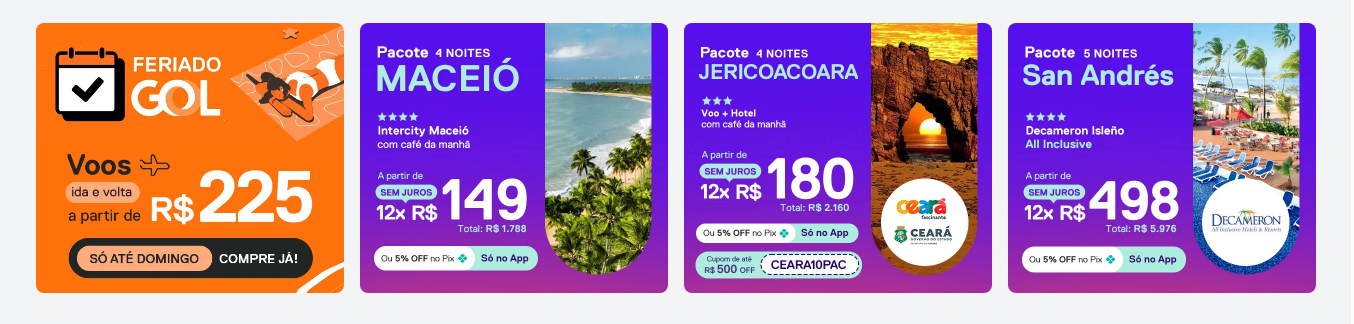 FERIADO
GOL
Voos
ida e volta
a partir de R$ 225
SÓ ATÉ DOMINGO COMPRE JÁ!
Pacote 4 NOITES
MACEIÓ
Intercity Maceió
com café da manhã
A partir de
SEM JUROS
12x R$ 149
Total: R$ 1.788
Ou 5% OFF no Pix Só no App
Pacote 4 NOITES
JERICOACOARA
Voo + Hotel
com café da manhã
A partir de
SEM JUROS
12x R$ 180
Total: R$ 2.160
Ou 5% OFF no Pix Só no App
Cupom de até
R$ 500 OFF CEARA10PAC
ceará
fascinante
CEARÁ
GOVERNO DO ESTADO
Pacote 5 NOITES
San Andrés
Decameron Isleño
All Inclusive
A partir de
SEM JUROS
12x R$ 498
Total: R$ 5.976
Ou 5% OFF no Pix Só no App
DECAMERON
All Inclusive Hotels & Resorts